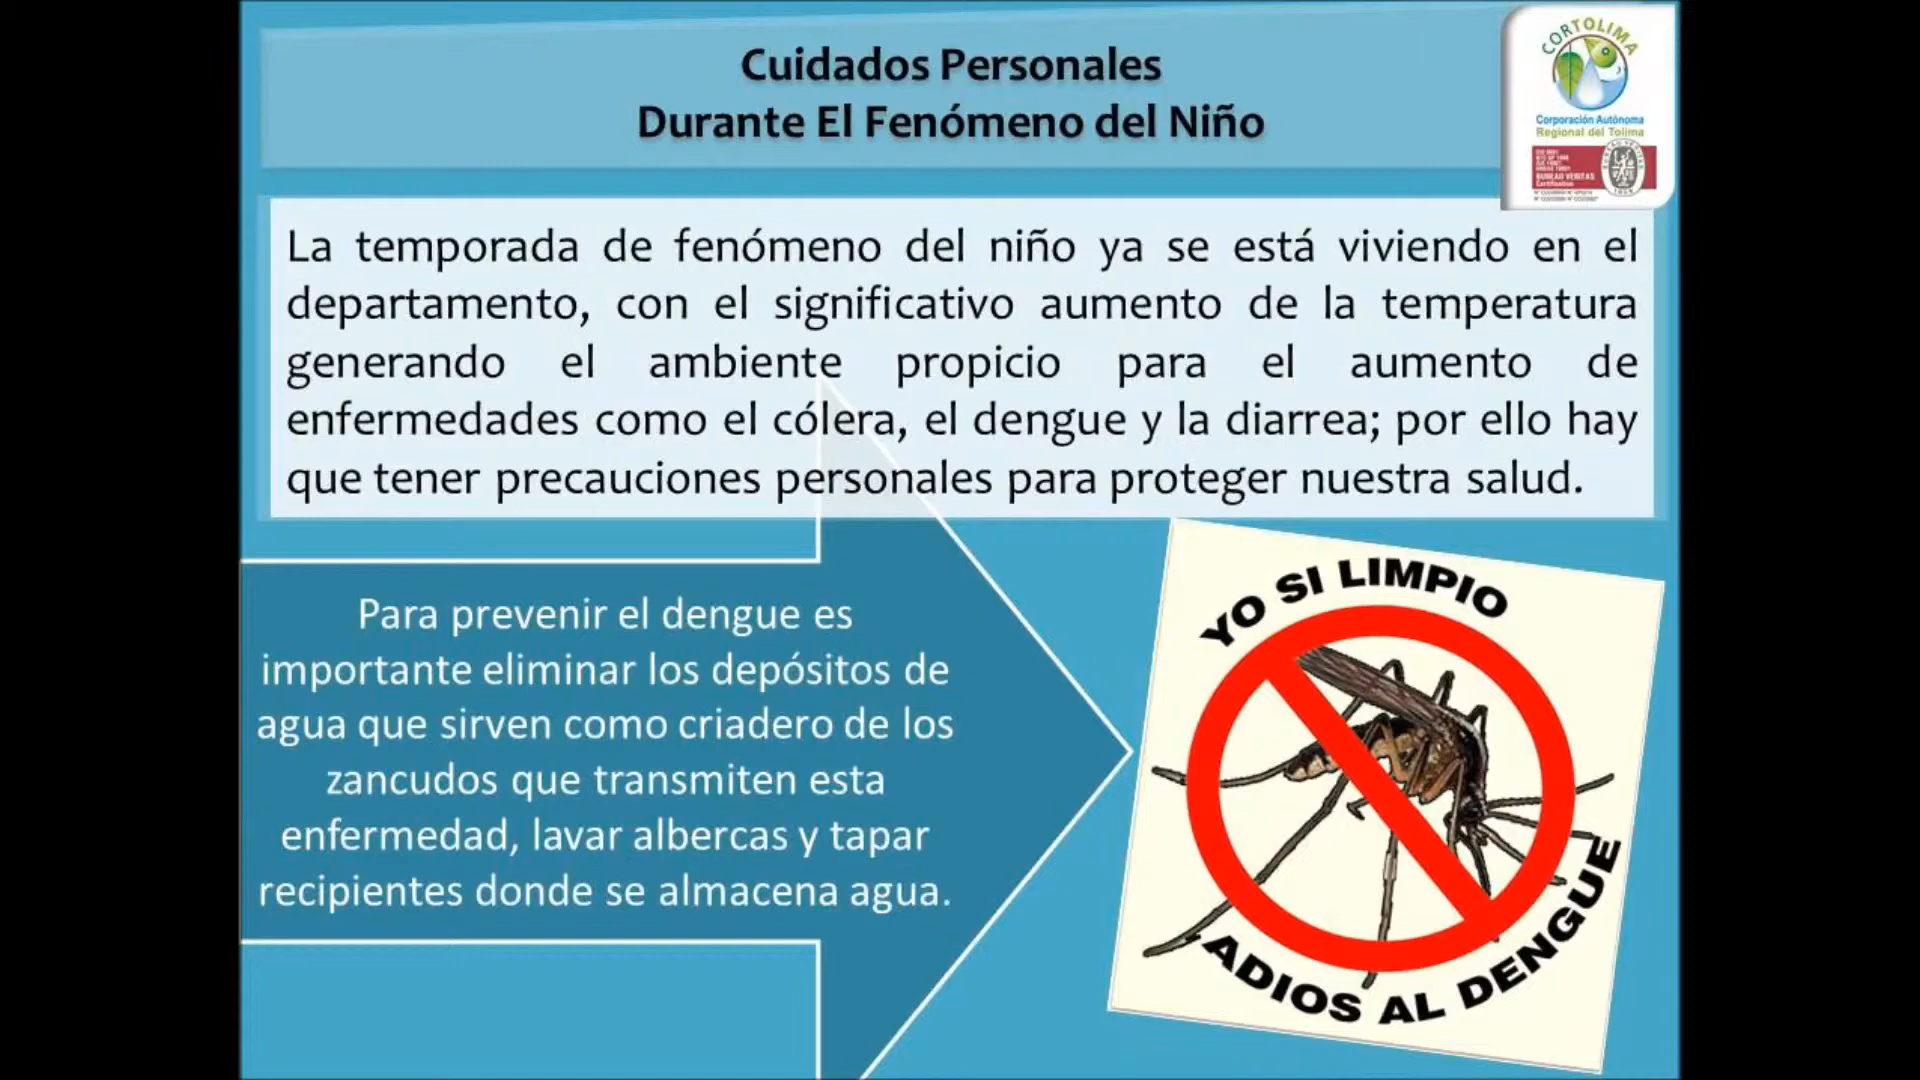 Cuidados Personales
Durante El Fenómeno del Niño
CORTOLIMA
Corporación Autónoma
Regional del Tolima
BUREAU VERITAS
Certification
La temporada de fenómeno del niño ya se está viviendo en el
departamento, con el significativo aumento de la temperatura
generando el ambiente propicio para el aumento de
enfermedades como el cólera, el dengue y la diarrea; por ello hay
que tener precauciones personales para proteger nuestra salud.
Para prevenir el dengue es
importante eliminar los depósitos de
agua que sirven como criadero de los
zancudos que transmiten esta
enfermedad, lavar albercas y tapar
recipientes donde se almacena agua.
YO SI LIMPIO
ADIOS AL DENGUE